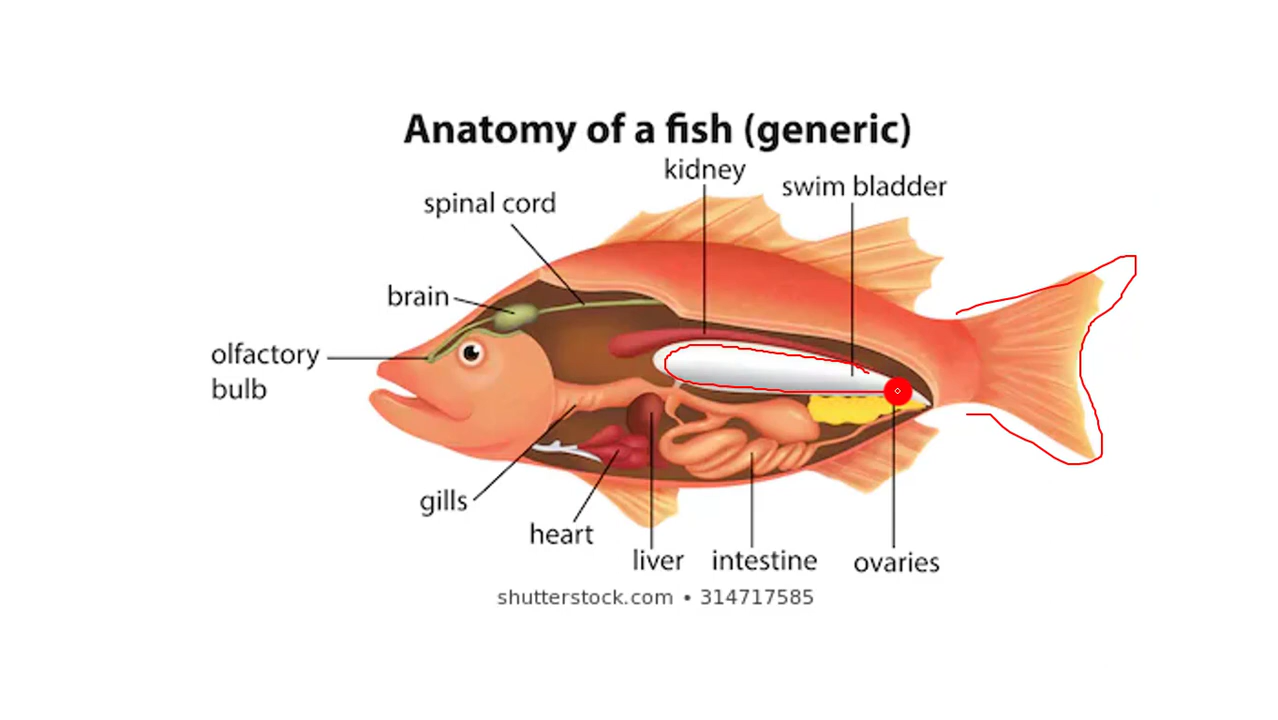 Anatomy of a fish (generic)
kidney
swim bladder
spinal cord
brain
olfactory
bulb
gills
heart
liver
intestine
ovaries
shutterstock.com • 314717585